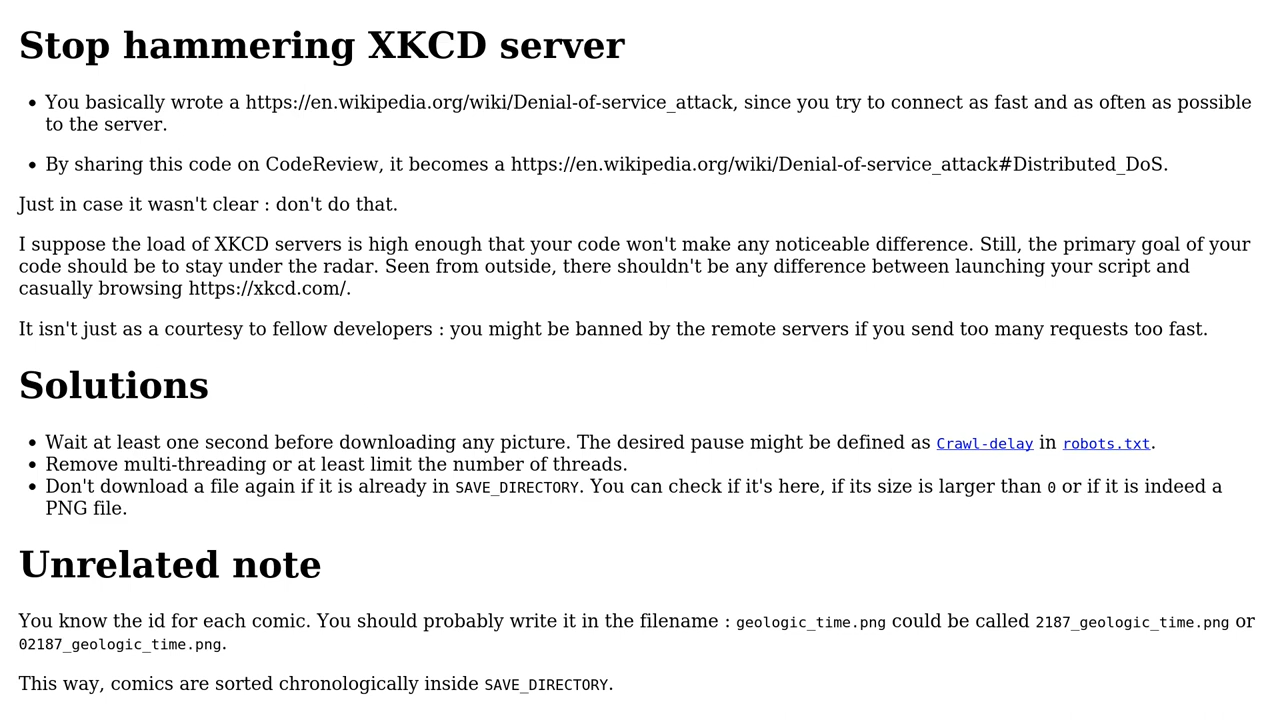 Stop hammering XKCD server
• You basically wrote a https://en.wikipedia.org/wiki/Denial-of-service_attack, since you try to connect as fast and as often as possible
to the server.
• By sharing this code on CodeReview, it becomes a https://en.wikipedia.org/wiki/Denial-of-service_attack#Distributed_DoS.
Just in case it wasn't clear : don't do that.
I suppose the load of XKCD servers is high enough that your code won't make any noticeable difference. Still, the primary goal of your
code should be to stay under the radar. Seen from outside, there shouldn't be any difference between launching your script and
casually browsing https://xkcd.com/.
It isn't just as a courtesy to fellow developers : you might be banned by the remote servers if you send too many requests too fast.
Solutions
• Wait at least one second before downloading any picture. The desired pause might be defined as Crawl-delay in robots.txt.
• Remove multi-threading or at least limit the number of threads.
• Don't download a file again if it is already in SAVE_DIRECTORY. You can check if it's here, if its size is larger than 0 or if it is indeed a
PNG file.
Unrelated note
You know the id for each comic. You should probably write it in the filename : geologic_time.png could be called 2187_geologic_time.png or
02187_geologic_time.png.
This way, comics are sorted chronologically inside SAVE_DIRECTORY.